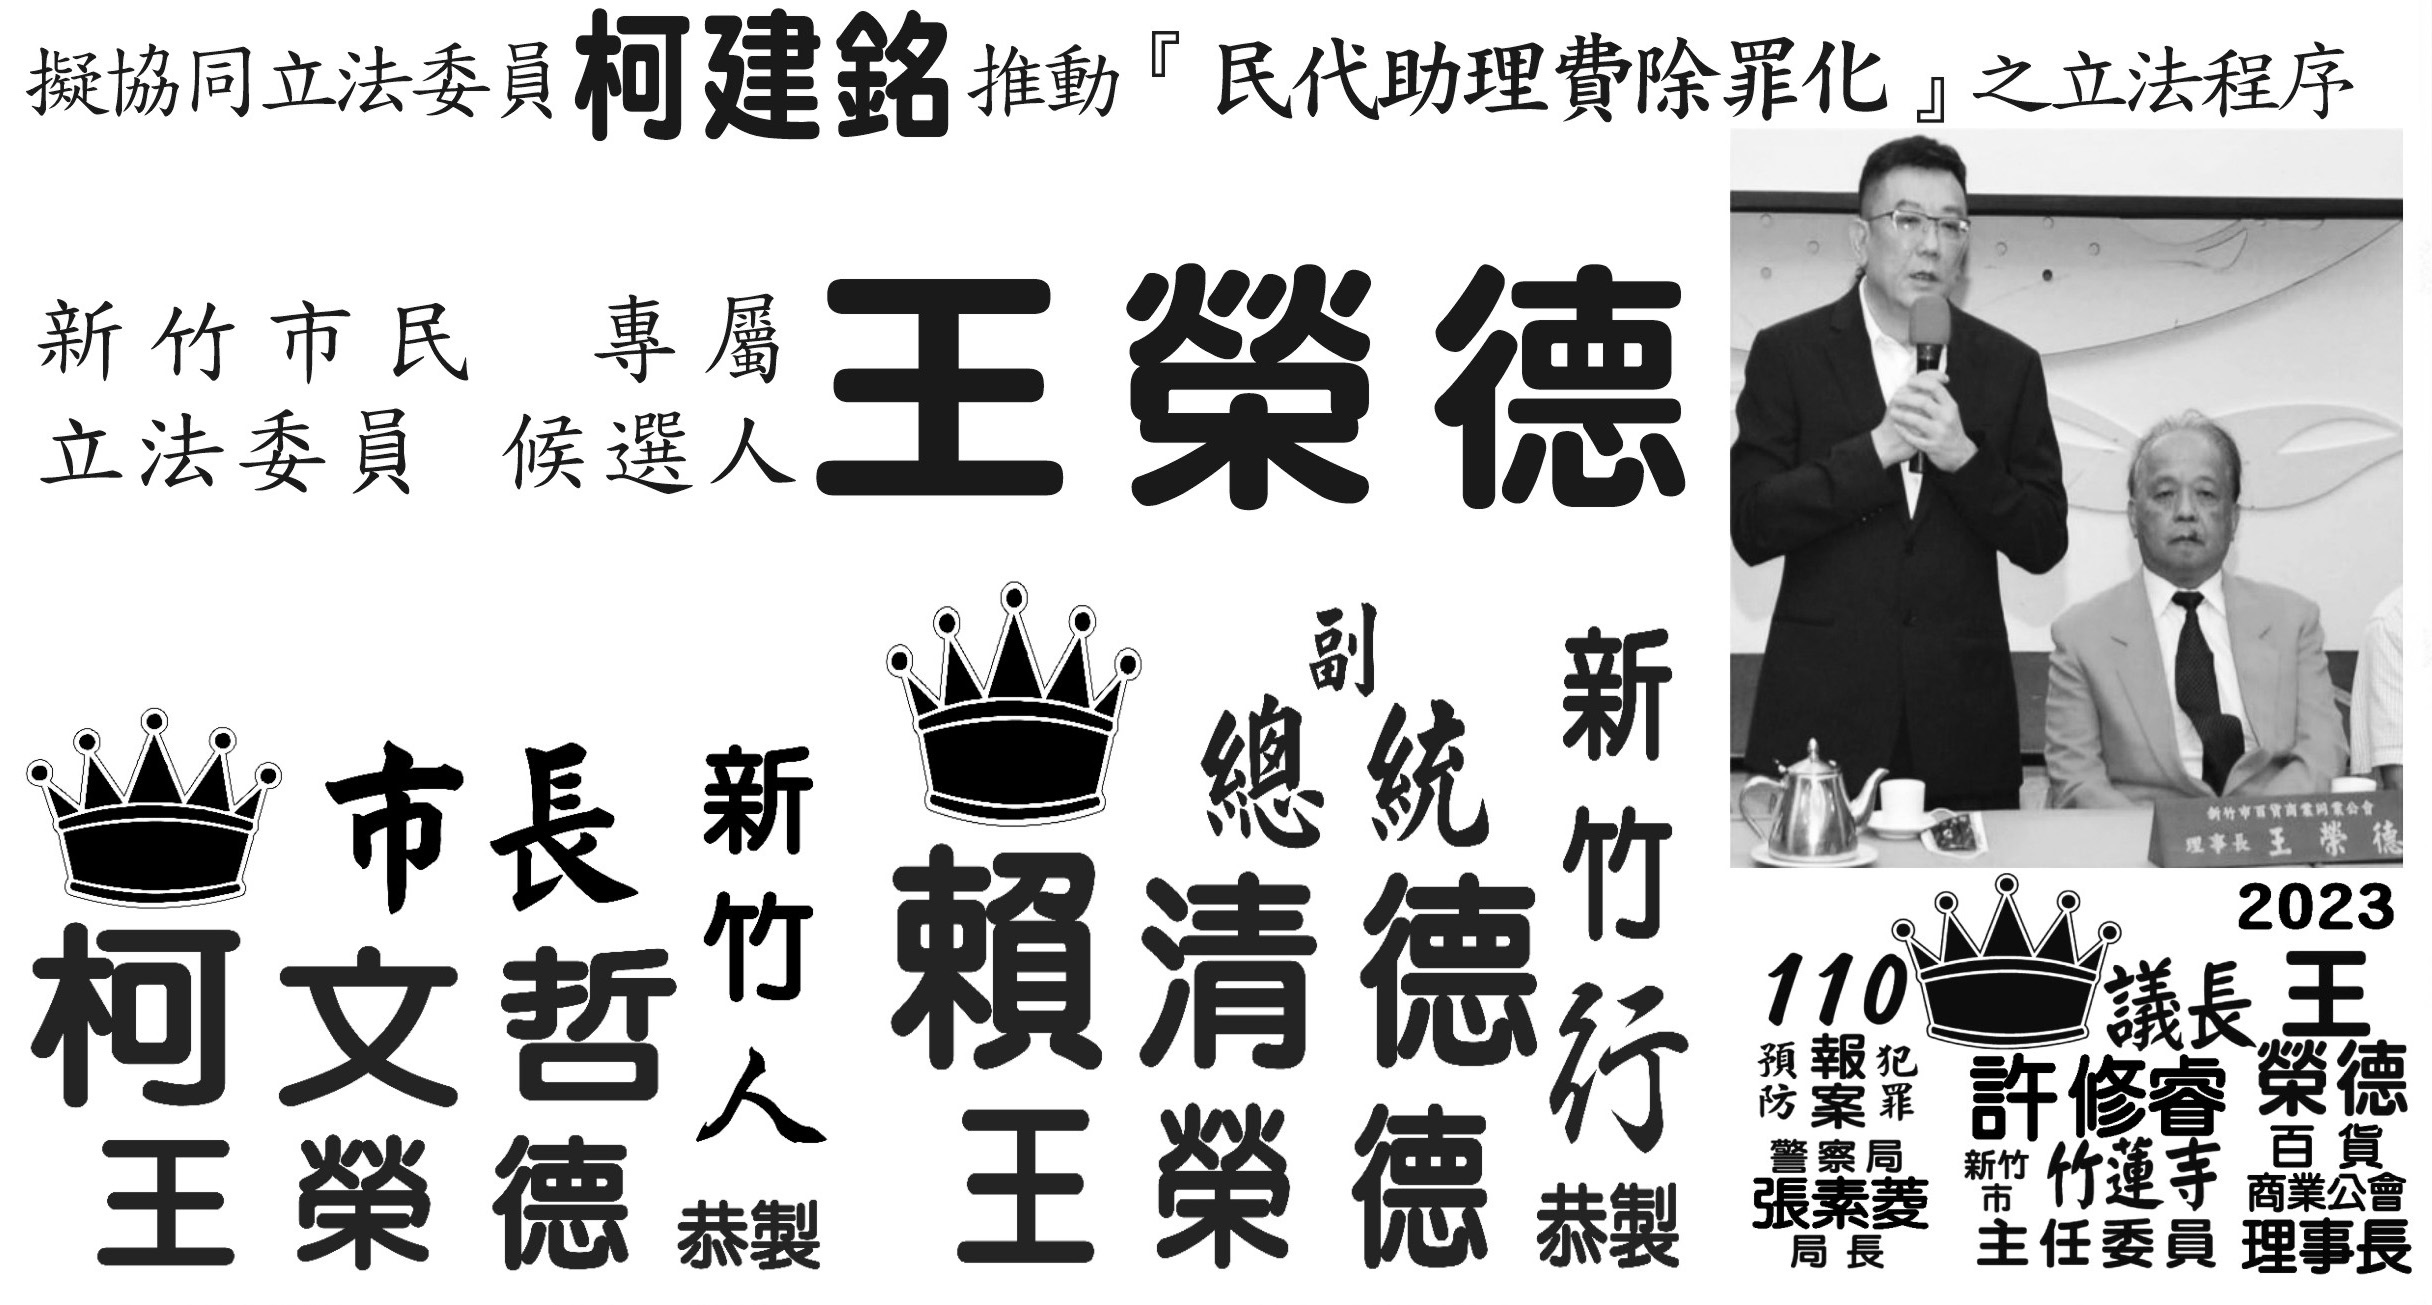 擬協同立法委員柯建銘推動『民代助理費除罪化』之立法程序
新竹市民 專屬
立法委員 候選人
王榮德
市長
柯文哲
王榮德
新竹人
恭製
副
總統
賴清德
王榮德
新竹行
恭製
新竹市百貨商業同業公會
理事長 王榮德
110
預防
報案
犯罪
警察局
張素菱
局長
議長
許修睿
新竹市
竹蓮寺
主任委員
2023
王
榮德
百貨
商業公會
理事長